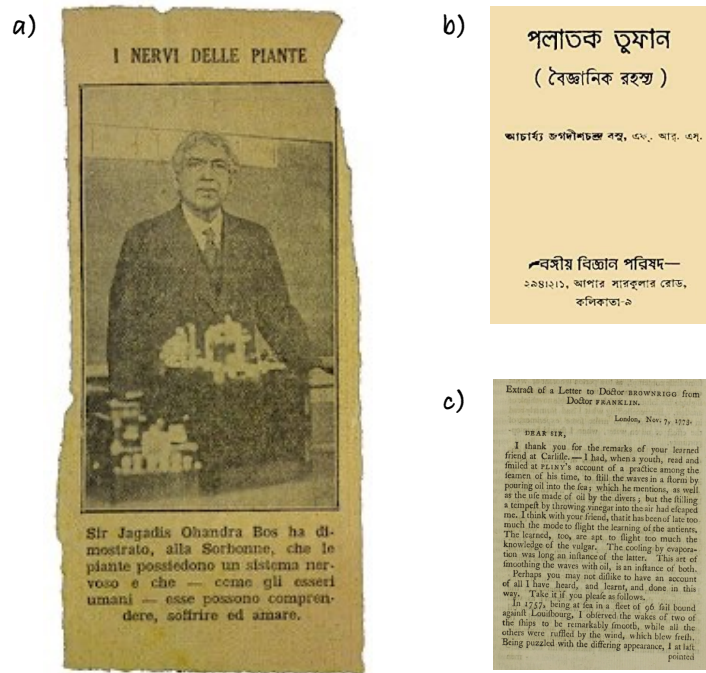 a)
I NERVI DELLE PIANTE
Sir Jagadis Ohandra Bos ha di-
mostrato, alla Sorbonne, che le
piante possiedono un sistema ner-
voso e che — come gli esseri
umani — esse possono compren-
dere, soffrire ed amare.
b)
পলাতক তুফান
( বৈজ্ঞানিক রহস্য )
আচার্য্য জগদীশচন্দ্র বসু, এফ্. আর্. এস্.
বঙ্গীয় বিজ্ঞান পরিষদ—
২৯৪৷২৷১, আপার সারকুলার রোড,
কলিকাতা-৯
c)
Extract of a Letter to Doctor BROWNRIGG from
Doctor FRANKLIN.
London, Nov. 7, 1773.
DEAR SIR,
I thank you for the remarks of your learned
friend at Carlisle. — I had, when a youth, read and
smiled at PLINY's account of a practice among the
seamen of his time, to still the waves in a storm by
pouring oil into the sea; which he mentions, as well
as the use made of oil by the divers; but the stilling
a tempest by throwing vinegar into the air had escaped
me. I think with your friend, that it has been of late too
much the mode to slight the learning of the antients.
The learned, too, are apt to slight too much the
knowledge of the vulgar. The cooling by evapora-
tion was long an instance of the latter. This art of
smoothing the waves with oil, is an instance of both.
Perhaps you may not dislike to have an account
of all I have heard, and learnt, and done in this
way. Take it if you please as follows.
In 1757, being at sea in a fleet of 96 sail bound
against Louisbourg, I observed the wakes of two of
the ships to be remarkably smooth, while all the
others were ruffled by the wind, which blew fresh.
Being puzzled with the differing appearance, I at last
pointed